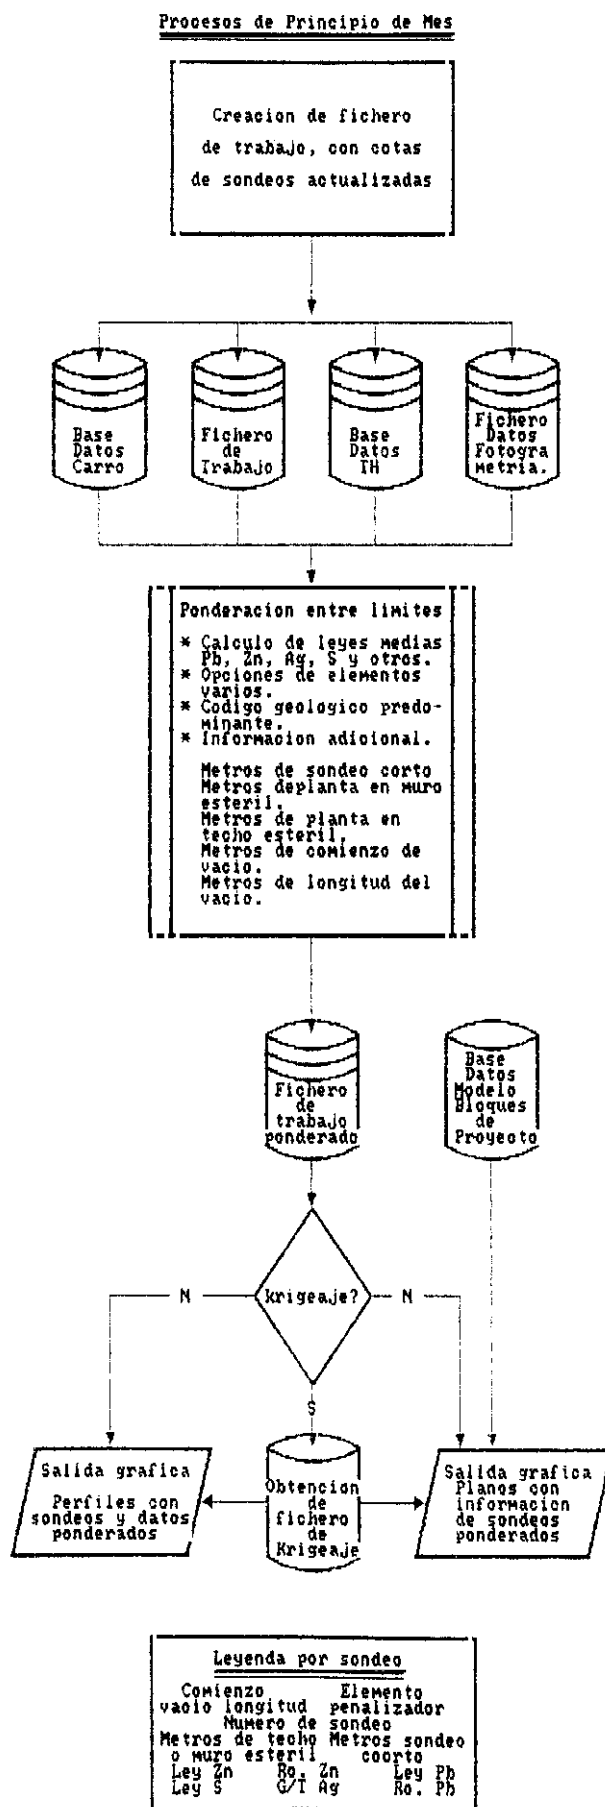 Procesos de Principio de Mes
Creacion de fichero
de trabajo, con cotas
de sondeos actualizadas
Base
Datos
Carro
Fichero
de
Trabajo
Base
Datos
TH
Fichero
Datos
Fotogra
metria.
Ponderacion entre limites
* Calculo de leyes medias
Pb, Zn, Ag, S y otros.
* Opciones de elementos
varios.
* Codigo geologico predo-
minante.
* Informacion adicional.
Metros de sondeo corto
Metros deplanta en muro
esteril.
Metros de planta en
techo esteril.
Metros de comienzo de
vacio.
Metros de longitud del
vacio.
Fichero
de
trabajo
ponderado
Base
Datos
Modelo
Bloques
de
Proyecto
krigeaje?
N
N
S
Salida grafica
Perfiles con
sondeos y datos
ponderados
Obtencion
de
fichero
de
Krigeaje
Salida grafica
Planos con
informacion
de sondeos
ponderados
Leyenda por sondeo
Comienzo Elemento
vacio longitud penalizador
Numero de sondeo
Metros de techo Metros sondeo
o muro esteril coorto
Ley Zn Ro. Zn Ley Pb
Ley S G/T Ag Ro. Pb